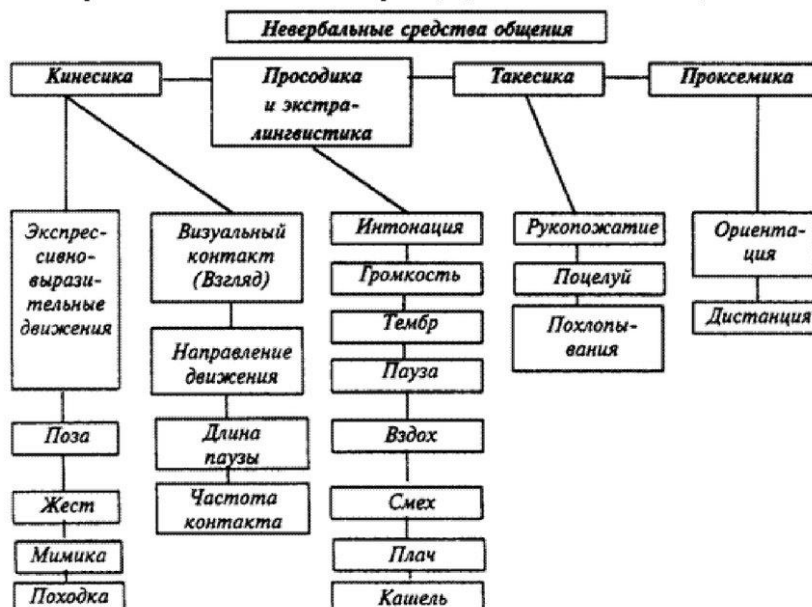 Невербальные средства общения
Кинесика
Просодика
и экстра-
лингвистика
Такесика
Проксемика
Экспрес-
сивно-
вырази-
тельные
движения
Поза
Жест
Мимика
Походка
Визуальный
контакт
(Взгляд)
Направление
движения
Длина
паузы
Частота
контакта
Интонация
Громкость
Тембр
Пауза
Вздох
Смех
Плач
Кашель
Рукопожатие
Поцелуй
Похлопы-
вания
Ориента-
ция
Дистанция